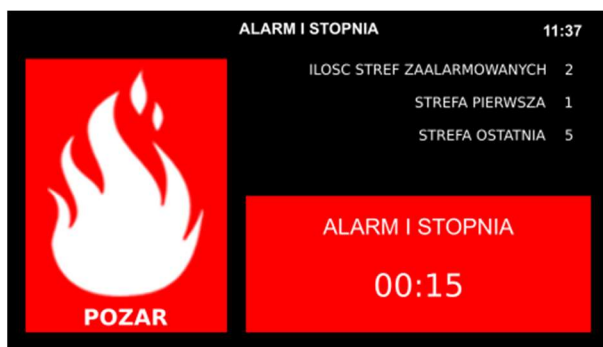 ALARM I STOPNIA 11:37
ILOSC STREF ZAALARMOWANYCH 2
STREFA PIERWSZA 1
STREFA OSTATNIA 5
ALARM I STOPNIA
00:15
POZAR